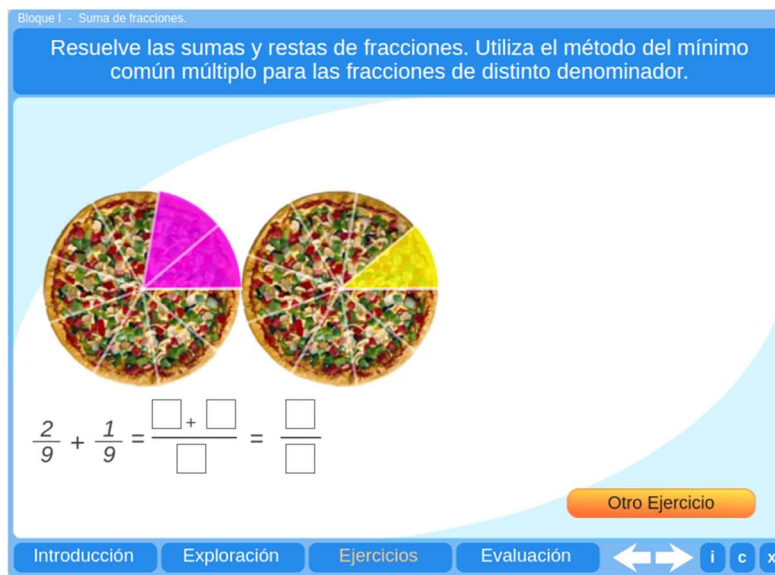 Bloque I - Suma de fracciones.
Resuelve las sumas y restas de fracciones. Utiliza el método del mínimo
común múltiplo para las fracciones de distinto denominador.
2/9 + 1/9 = □ + □ / □ = □ / □
Otro Ejercicio
Introducción Exploración Ejercicios Evaluación i c x